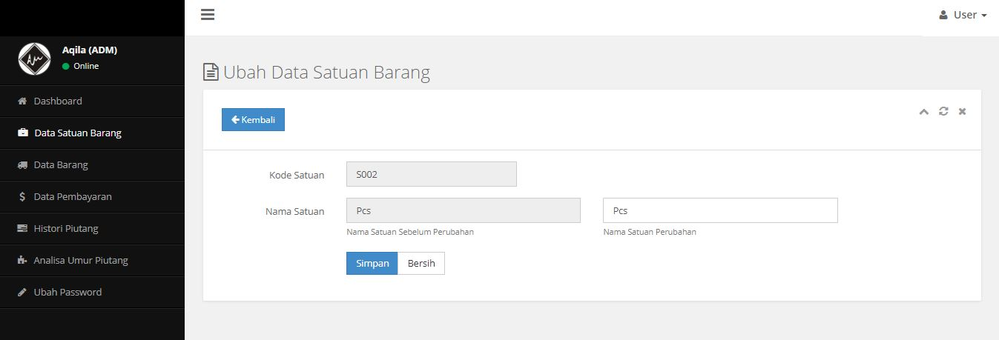 User
Aqila (ADM)
Online
Dashboard
Data Satuan Barang
Data Barang
Data Pembayaran
Histori Piutang
Analisa Umur Piutang
Ubah Password
Ubah Data Satuan Barang
Kembali
Kode Satuan S002
Nama Satuan Pcs Pcs
Nama Satuan Sebelum Perubahan Nama Satuan Perubahan
Simpan Bersih